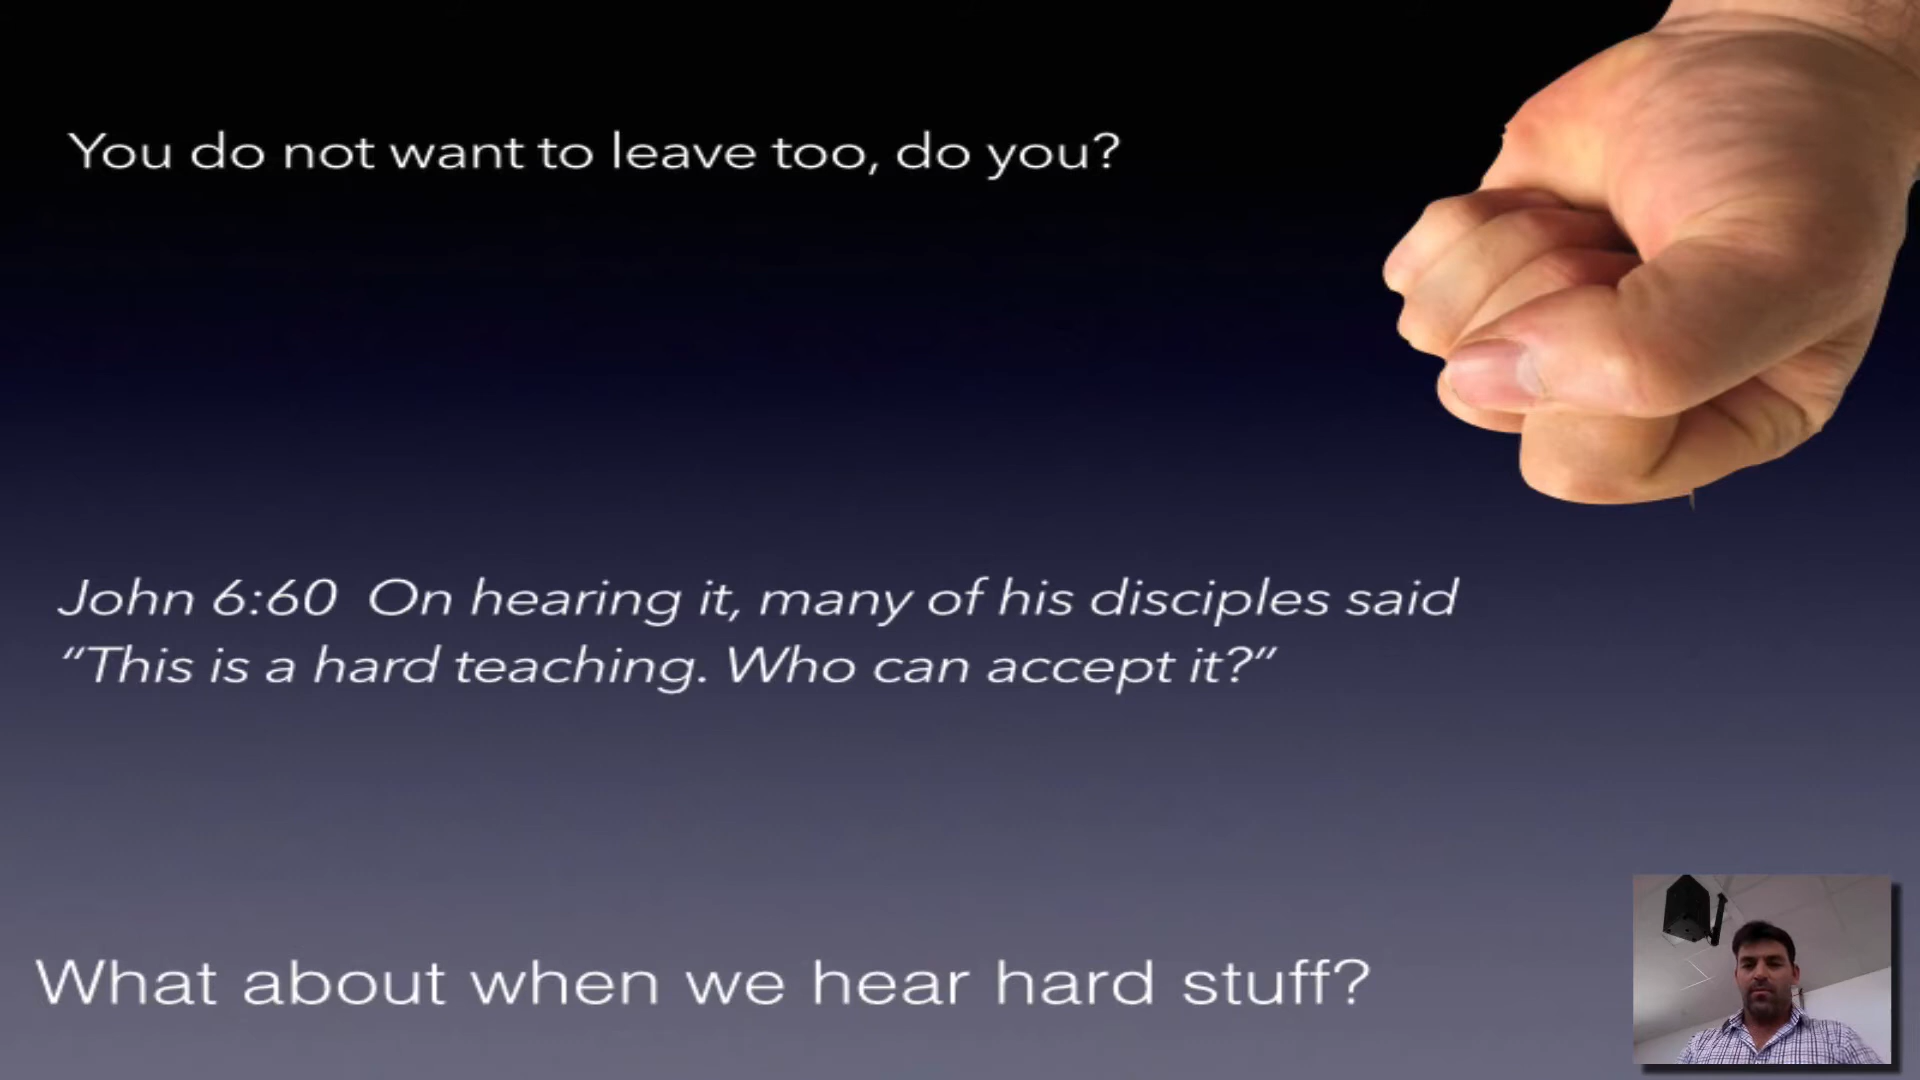 You do not want to leave too, do you?
John 6:60 On hearing it, many of his disciples said
“This is a hard teaching. Who can accept it?”
What about when we hear hard stuff?